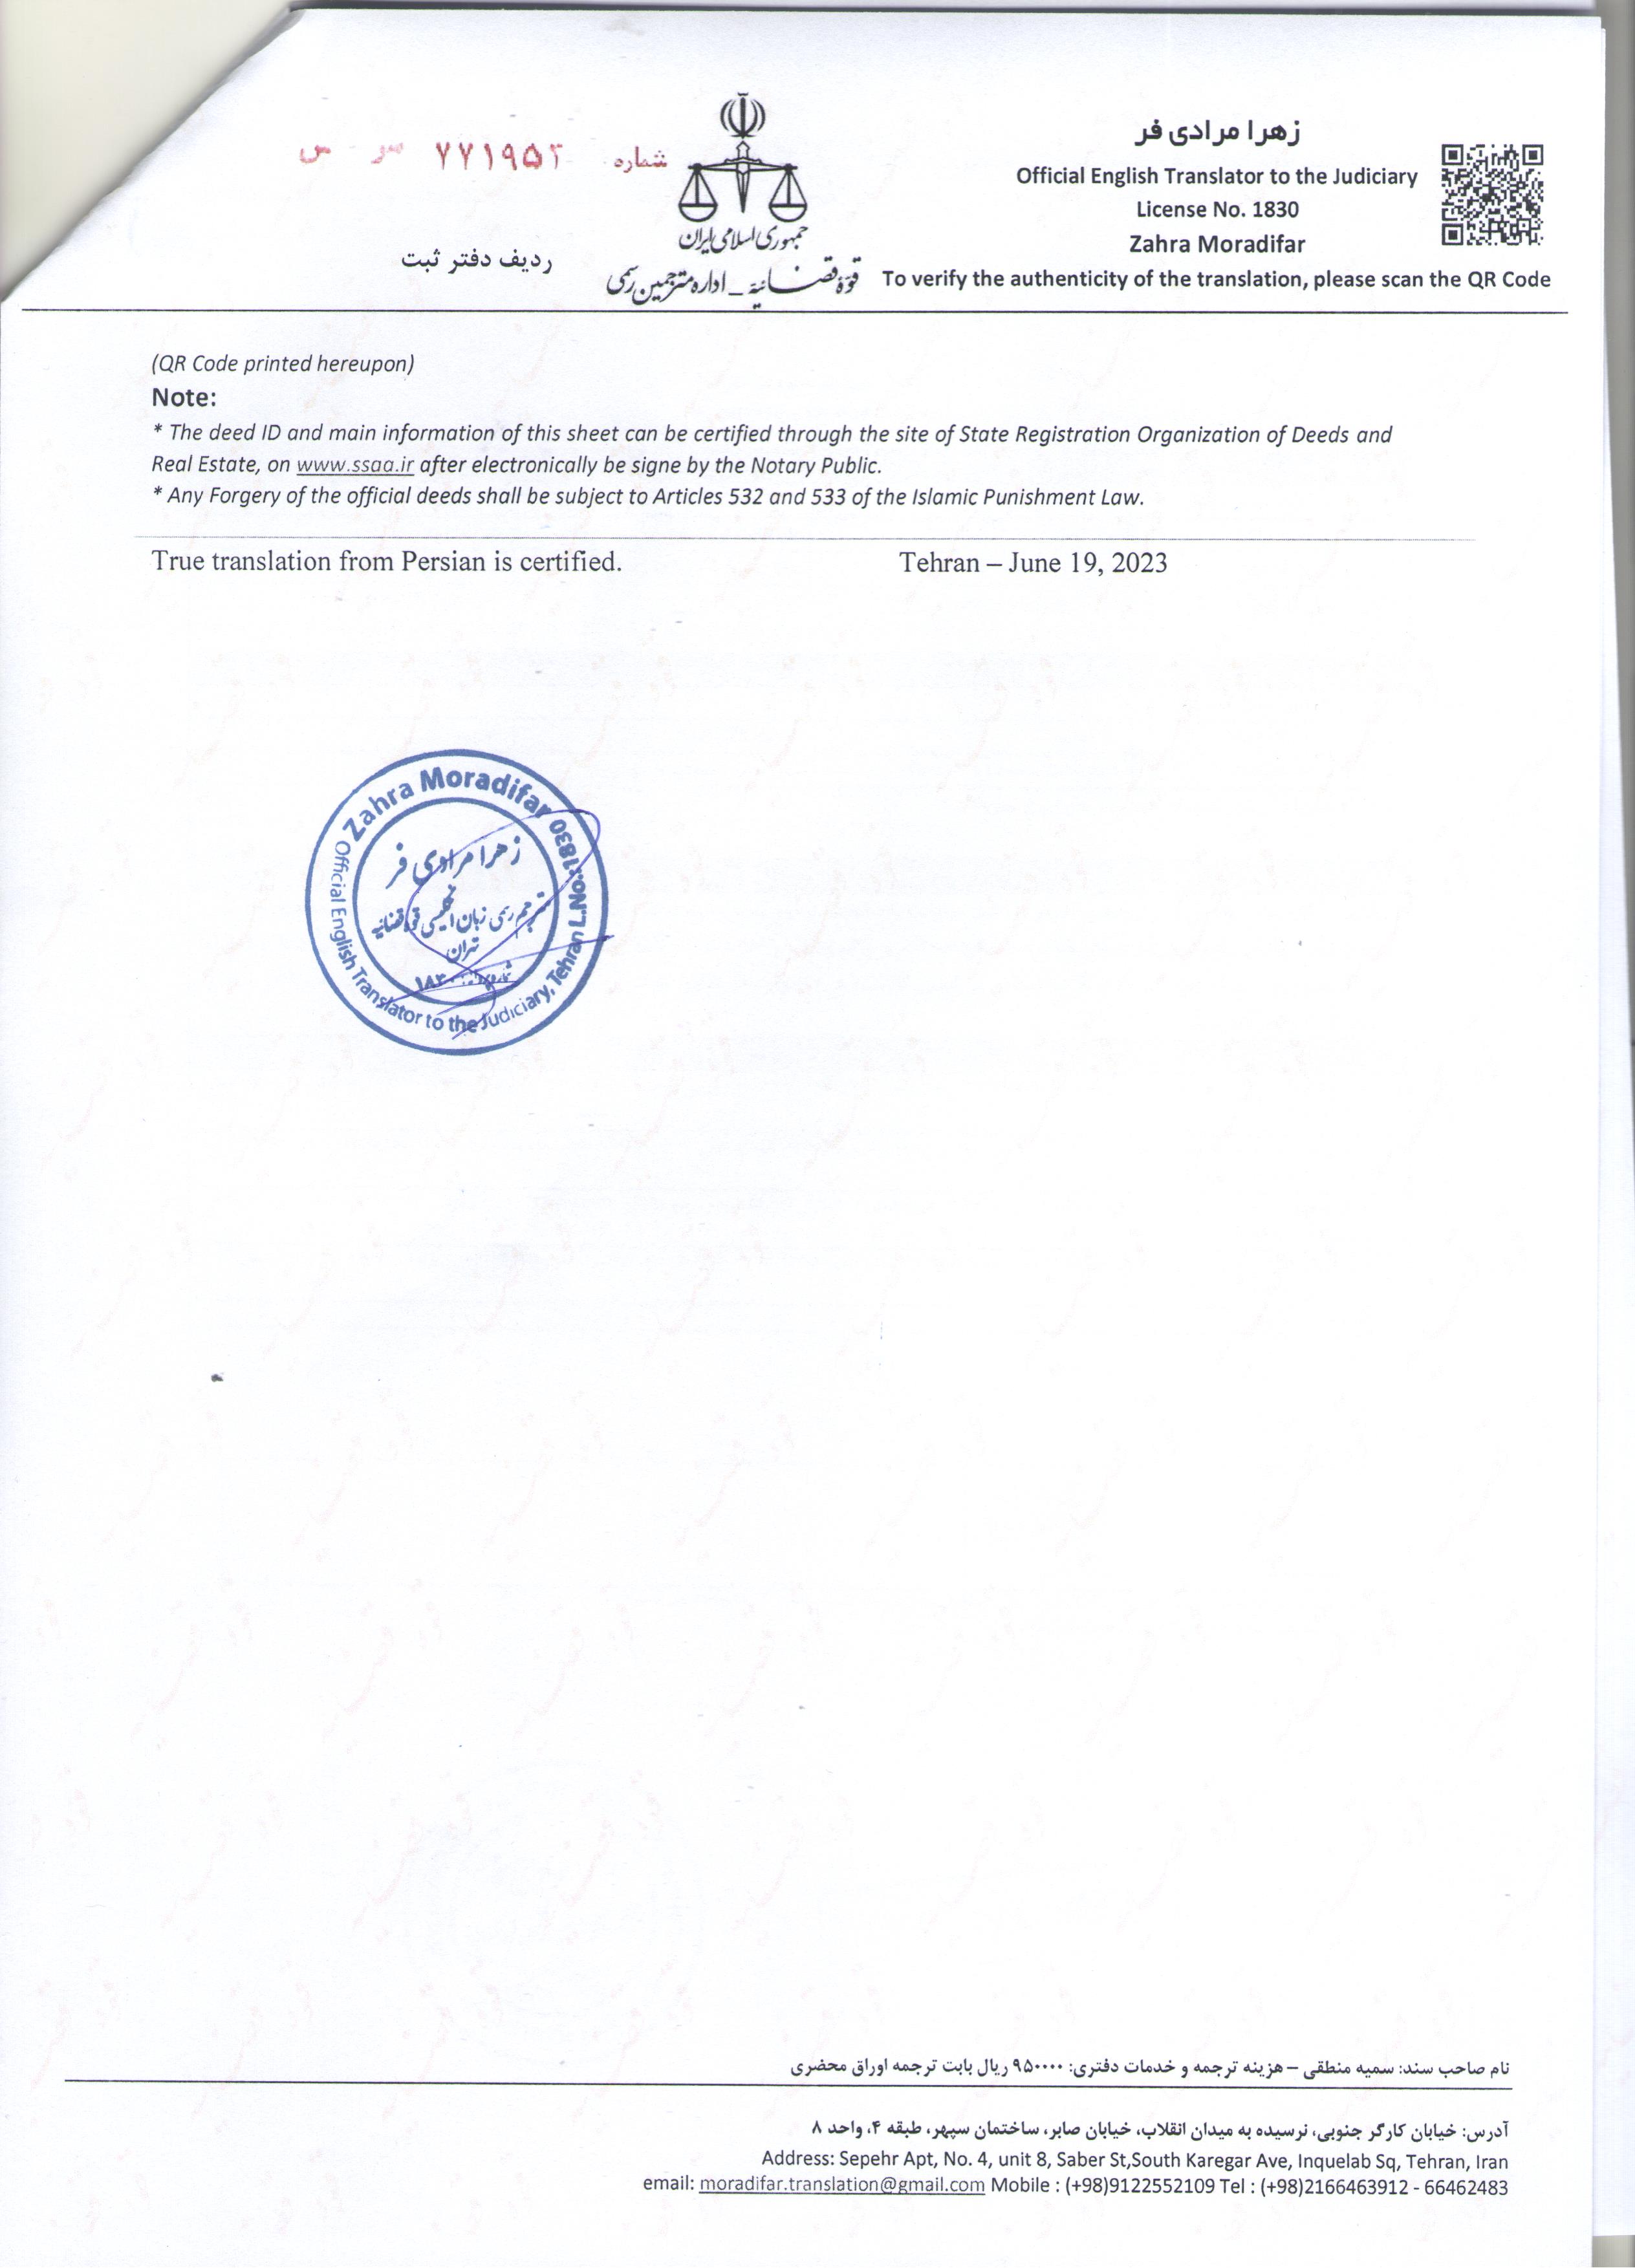 شماره ۷۷۱۹۵۲ سر س
ردیف دفتر ثبت
جمهوری اسلامی ایران
قوه قضائیه – اداره مترجمین رسمی
زهرا مرادی فر
Official English Translator to the Judiciary
License No. 1830
Zahra Moradifar
To verify the authenticity of the translation, please scan the QR Code
(QR Code printed hereupon)
Note:
* The deed ID and main information of this sheet can be certified through the site of State Registration Organization of Deeds and
Real Estate, on www.ssaa.ir after electronically be signe by the Notary Public.
* Any Forgery of the official deeds shall be subject to Articles 532 and 533 of the Islamic Punishment Law.
True translation from Persian is certified. Tehran – June 19, 2023
Zahra Moradifar
Official English Translator to the Judiciary, Tehran L.No.1830
زهرا مرادی فر
مترجم رسمی زبان انگلیسی قوه قضائیه
تهران
شماره پروانه: ۱۸۳۰
نام صاحب سند: سمیه منطقی – هزینه ترجمه و خدمات دفتری: ۹۵۰۰۰۰ ریال بابت ترجمه اوراق محضری
آدرس: خیابان کارگر جنوبی، نرسیده به میدان انقلاب، خیابان صابر، ساختمان سپهر، طبقه ۴، واحد ۸
Address: Sepehr Apt, No. 4, unit 8, Saber St,South Karegar Ave, Inquelab Sq, Tehran, Iran
email: moradifar.translation@gmail.com Mobile : (+98)9122552109 Tel : (+98)2166463912 - 66462483